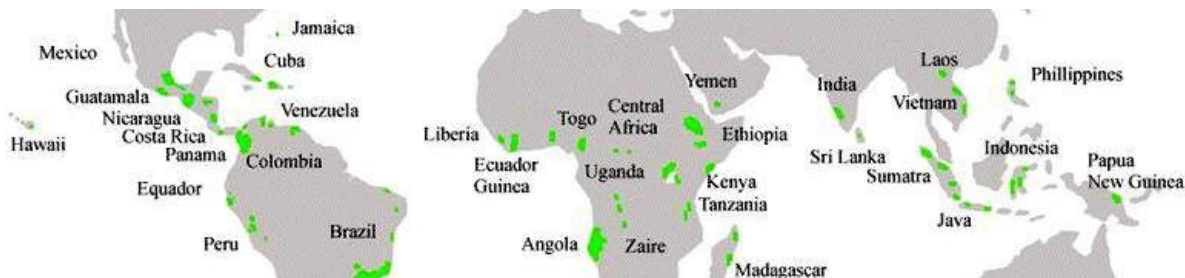 Jamaica
Mexico
Cuba
Guatamala
Nicaragua
Venezuela
Hawaii
Costa Rica
Panama
Colombia
Equador
Peru
Brazil
Yemen
Togo
Central
Africa
Liberia
Ethiopia
Ecuador
Guinea
Uganda
Kenya
Tanzania
Angola
Zaire
Madagascar
Laos
India
Phillippines
Vietnam
Sri Lanka
Indonesia
Sumatra
Papua
New Guinea
Java